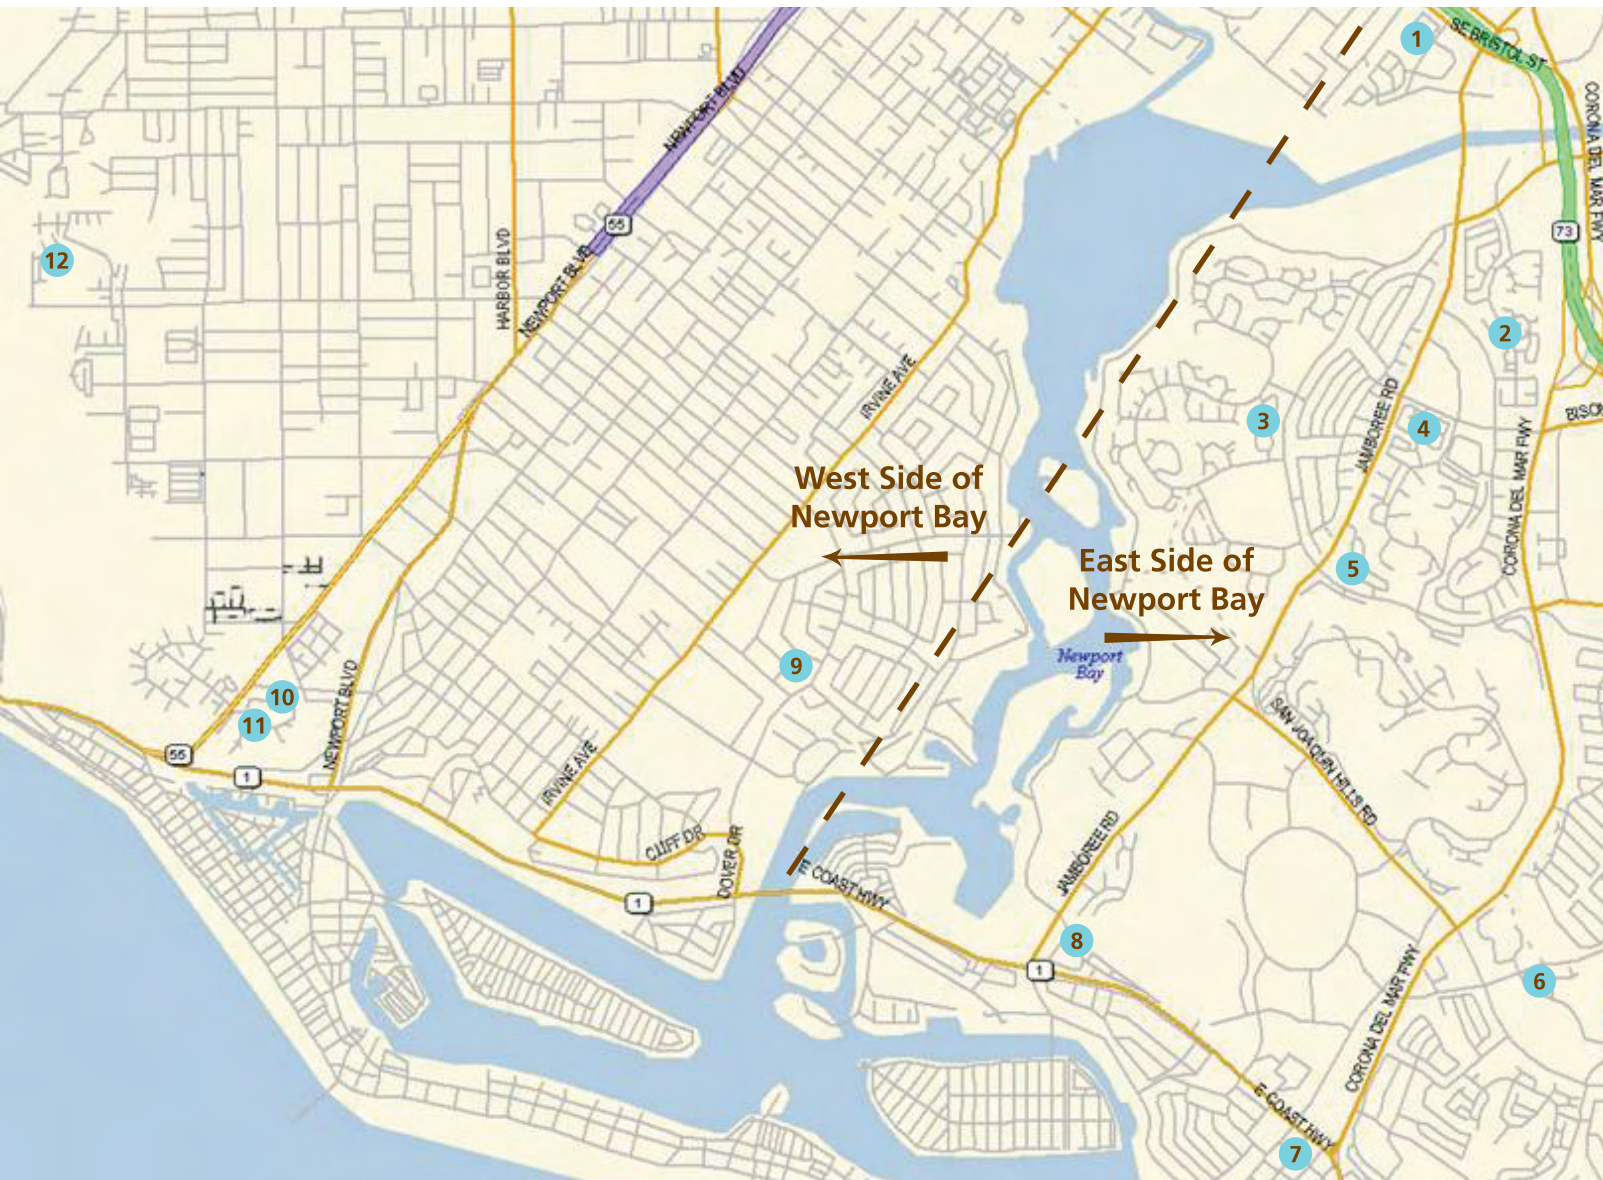 1
SE BRISTOL ST
CORONA DEL MAR FWY
NEWPORT BLVD
55
73
12
HARBOR BLVD
NEWPORT BLVD
2
IRVINE AVE
JAMBOREE RD
3
4
BISON
CORONA DEL MAR FWY
West Side of
Newport Bay
East Side of
Newport Bay
5
Newport
Bay
9
10
11
NEWPORT BLVD
55
1
SAN JOAQUIN HILLS RD
IRVINE AVE
CLIFF DR
DOVER DR
JAMBOREE RD
E COAST HWY
1
8
1
6
CORONA DEL MAR FWY
E COAST HWY
7